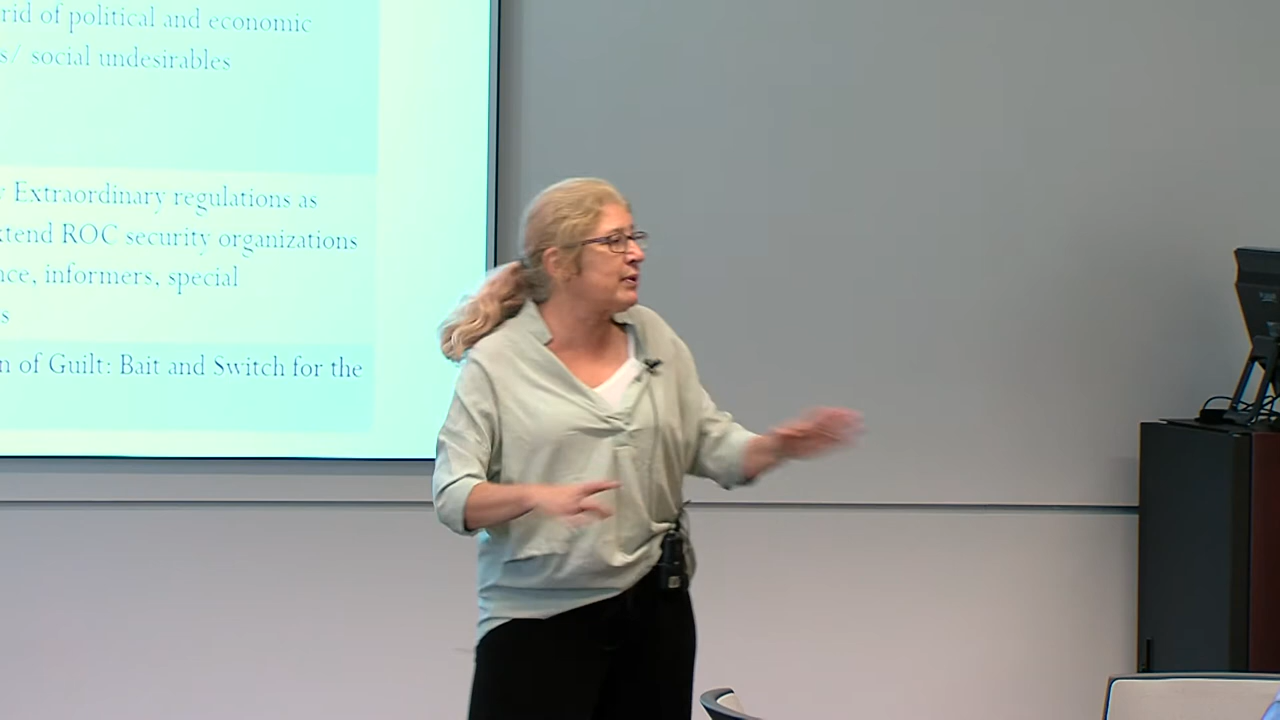 rid of political and economic
s/ social undesirables
y Extraordinary regulations as
xtend ROC security organizations
nce, informers, special
s
n of Guilt: Bait and Switch for the